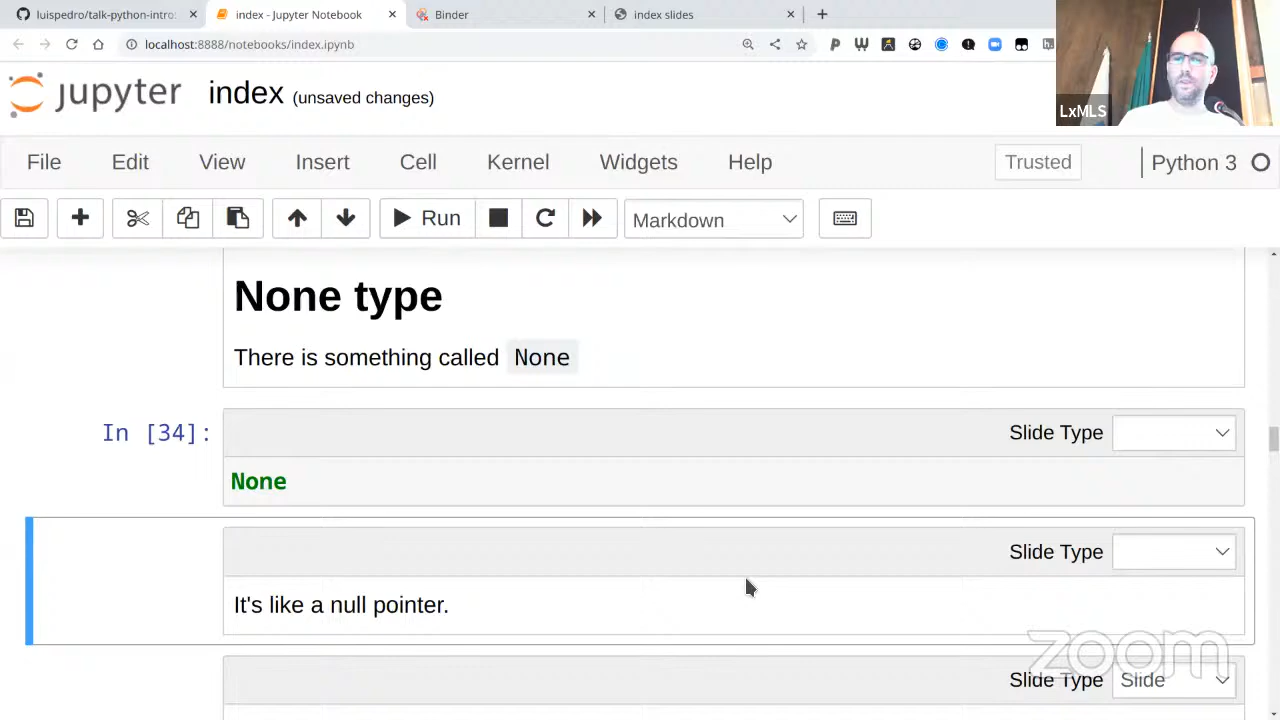 luispedro/talk-python-intro:
index - Jupyter Notebook
Binder
index slides
localhost:8888/notebooks/index.ipynb
LxMLS
jupyter index (unsaved changes)
File Edit View Insert Cell Kernel Widgets Help Trusted Python 3
Run Markdown
None type
There is something called None
In [34]: Slide Type
None
Slide Type
It's like a null pointer.
zoom
Slide Type Slide